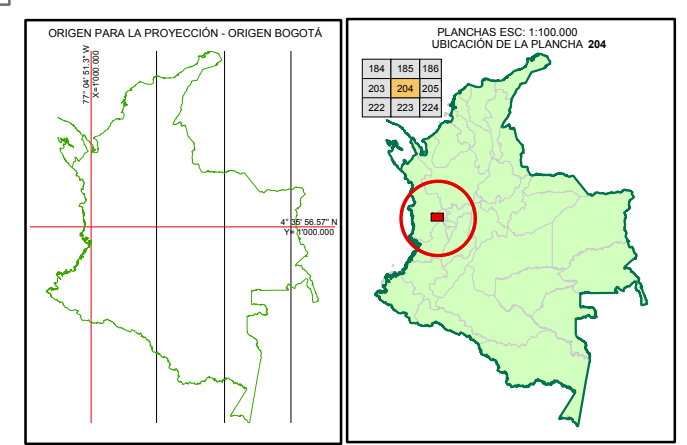 ORIGEN PARA LA PROYECCIÓN - ORIGEN BOGOTÁ
77° 04' 51.3" W
X=1'000.000
4° 35' 56.57" N
Y= 1'000.000
PLANCHAS ESC: 1:100.000
UBICACIÓN DE LA PLANCHA 204
184 185 186
203 204 205
222 223 224